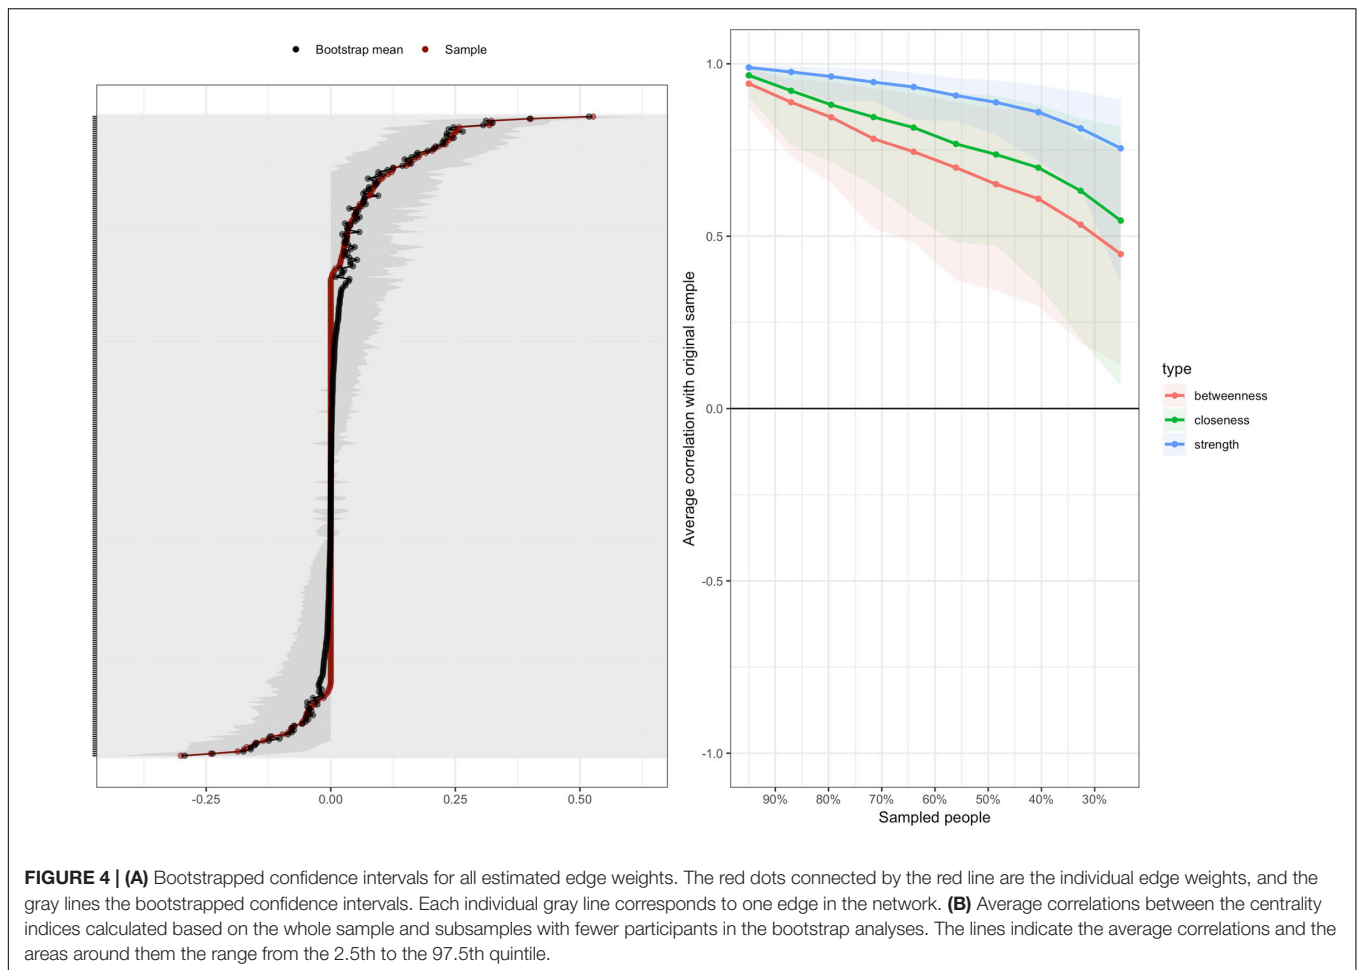 Bootstrap mean
Sample
-0.25
0.00
0.25
0.50
1.0
0.5
0.0
-0.5
-1.0
Average correlation with original sample
90%
80%
70%
60%
50%
40%
30%
Sampled people
type
betweenness
closeness
strength
FIGURE 4 | (A) Bootstrapped confidence intervals for all estimated edge weights. The red dots connected by the red line are the individual edge weights, and the
gray lines the bootstrapped confidence intervals. Each individual gray line corresponds to one edge in the network. (B) Average correlations between the centrality
indices calculated based on the whole sample and subsamples with fewer participants in the bootstrap analyses. The lines indicate the average correlations and the
areas around them the range from the 2.5th to the 97.5th quintile.